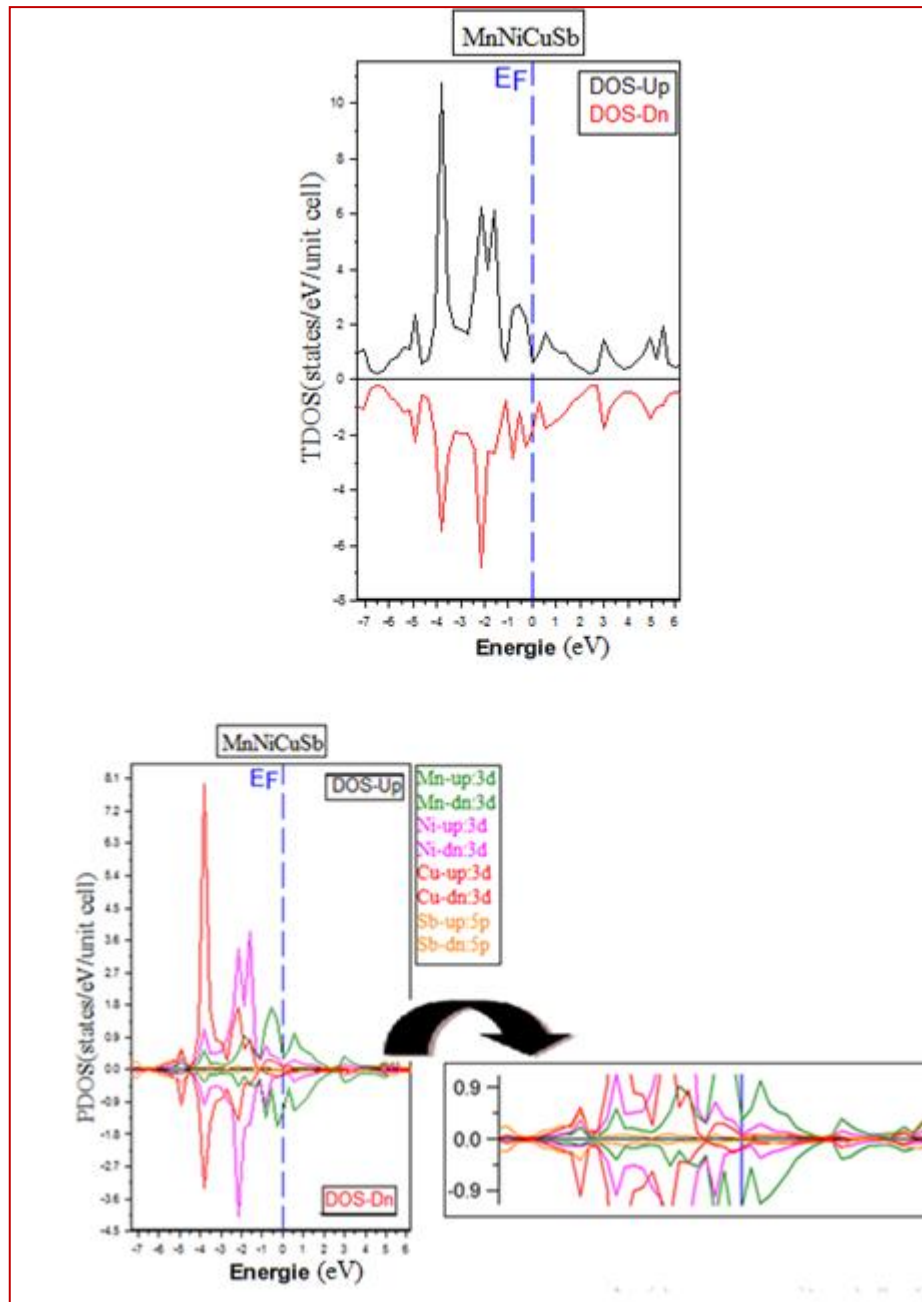 MnNiCuSb
EF
DOS-Up
DOS-Dn
10
8
6
4
2
0
-2
-4
-6
-8
TDOS(states/eV/unit cell)
-7 -6 -5 -4 -3 -2 -1 0 1 2 3 4 5 6
Energie (eV)
MnNiCuSb
EF
DOS-Up
Mn-up:3d
Mn-dn:3d
Ni-up:3d
Ni-dn:3d
Cu-up:3d
Cu-dn:3d
Sb-up:5p
Sb-dn:5p
8.1
7.2
6.3
5.4
4.5
3.6
2.7
1.8
0.9
0.0
-0.9
-1.8
-2.7
-3.6
-4.5
PDOS(states/eV/unit cell)
DOS-Dn
-7 -6 -5 -4 -3 -2 -1 0 1 2 3 4 5 6
Energie (eV)
0.9
0.0
-0.9